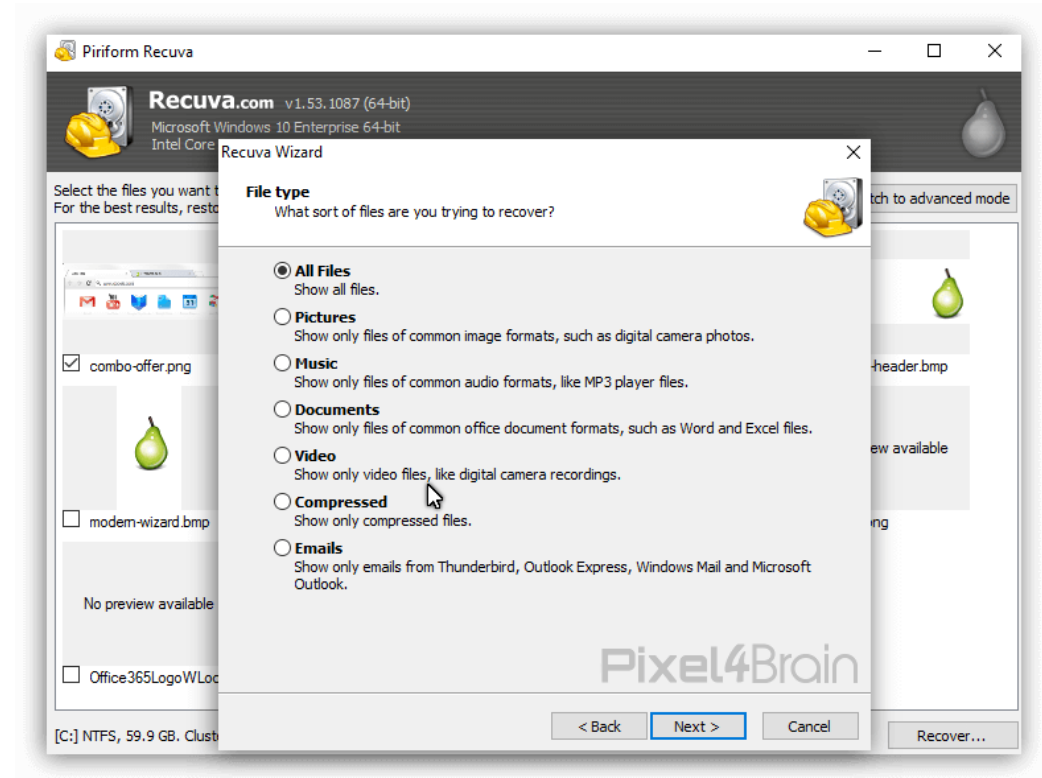 Piriform Recuva
Recuva.com v1.53.1087 (64-bit)
Microsoft Windows 10 Enterprise 64-bit
Intel Core
Select the files you want
For the best results,
tch to advanced mode
combo-offer.png
-header.bmp
modern-wizard.bmp
ew available
No preview available
Office365LogoWLoc
[C:] NTFS, 59.9 GB.
Recover...
Recuva Wizard
File type
What sort of files are you trying to recover?
All Files
Show all files.
Pictures
Show only files of common image formats, such as digital camera photos.
Music
Show only files of common audio formats, like MP3 player files.
Documents
Show only files of common office document formats, such as Word and Excel files.
Video
Show only video files, like digital camera recordings.
Compressed
Show only compressed files.
Emails
Show only emails from Thunderbird, Outlook Express, Windows Mail and Microsoft
Outlook.
Pixel4Brain
< Back
Next >
Cancel